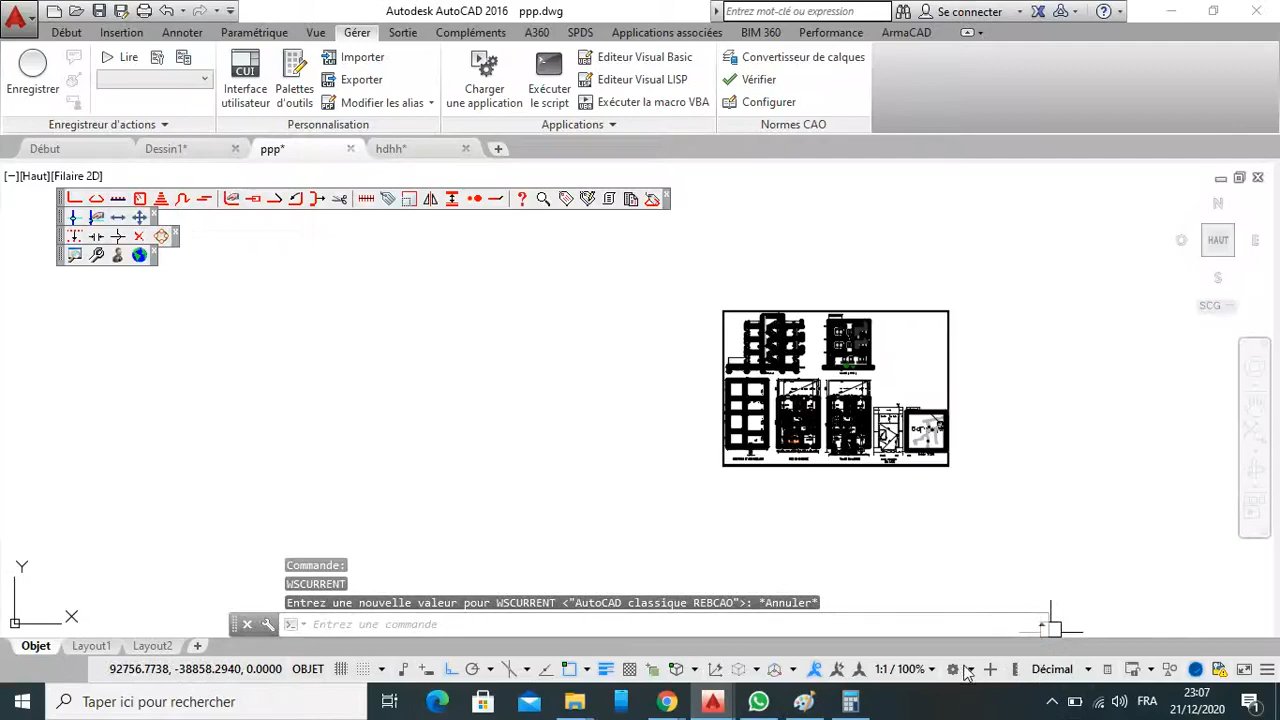 Autodesk AutoCAD 2016 ppp.dwg
Entrez mot-clé ou expression
Se connecter
Début Insertion Annoter Paramétrique Vue Gérer Sortie Compléments A360 SPDS Applications associées BIM 360 Performance ArmaCAD
Enregistrer
Lire
CUI
Interface utilisateur
Palettes d'outils
Importer
Exporter
Modifier les alias
Charger une application
Exécuter le script
Editeur Visual Basic
Editeur Visual LISP
Exécuter la macro VBA
Convertisseur de calques
Vérifier
Configurer
Enregistreur d'actions
Personnalisation
Applications
Normes CAO
Début
Dessin1*
ppp*
hdhh*
[−][Haut][Filaire 2D]
N
O HAUT E
S
SCG
Y
X
Commande:
WSCURRENT
Entrez une nouvelle valeur pour WSCURRENT <"AutoCAD classique REBCAO">: *Annuler*
Entrez une commande
Objet Layout1 Layout2
92756.7738, -38858.2940, 0.0000 OBJET
1:1 / 100%
Décimal
Taper ici pour rechercher
FRA
23:07
21/12/2020